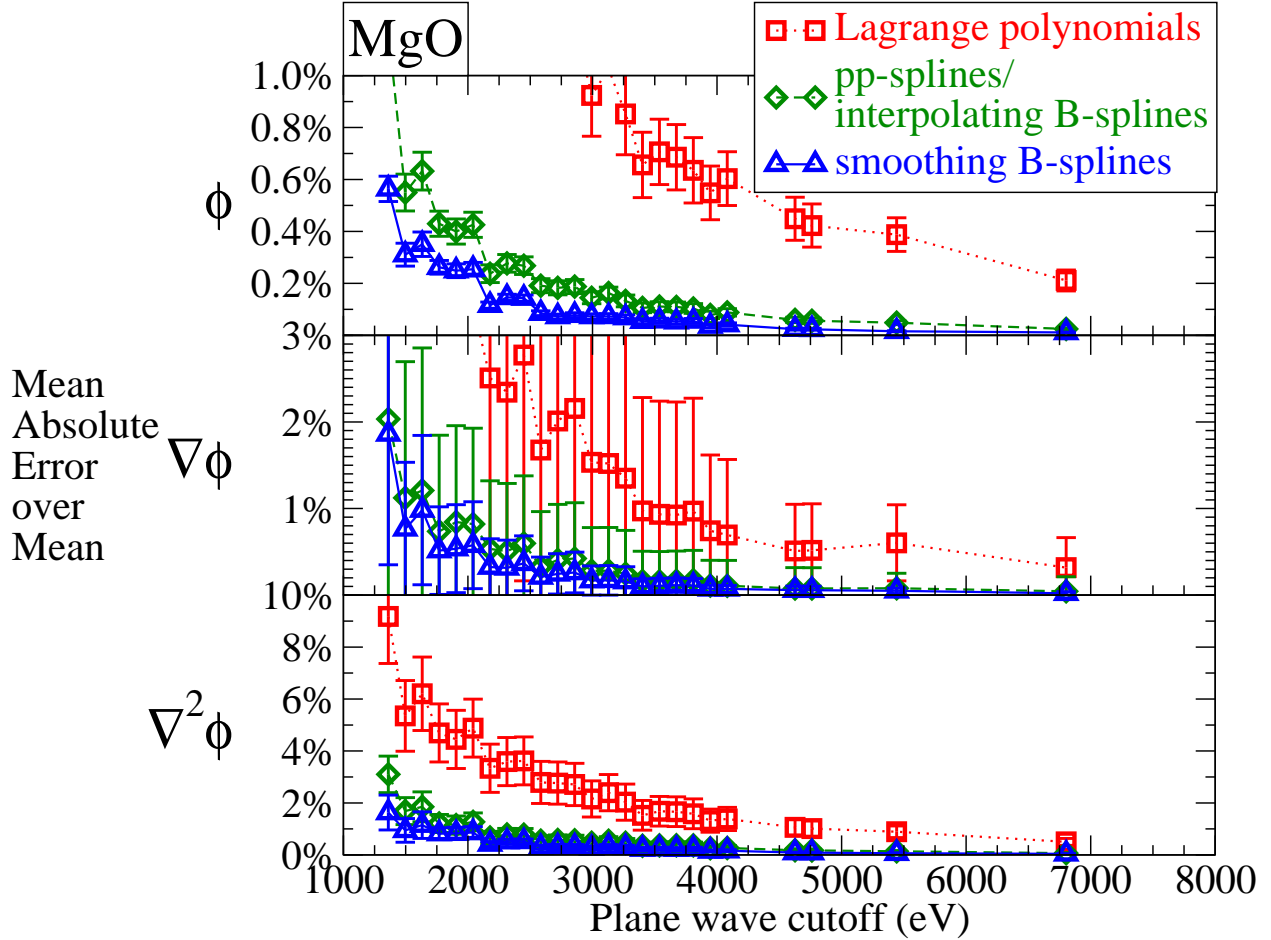 MgO
Lagrange polynomials
pp-splines/
interpolating B-splines
smoothing B-splines
1.0%
0.8%
0.6%
0.4%
0.2%
ϕ
3%
3%
2%
1%
∇ϕ
Mean
Absolute
Error
over
Mean
10%
8%
6%
4%
2%
0%
∇²ϕ
1000 2000 3000 4000 5000 6000 7000 8000
Plane wave cutoff (eV)